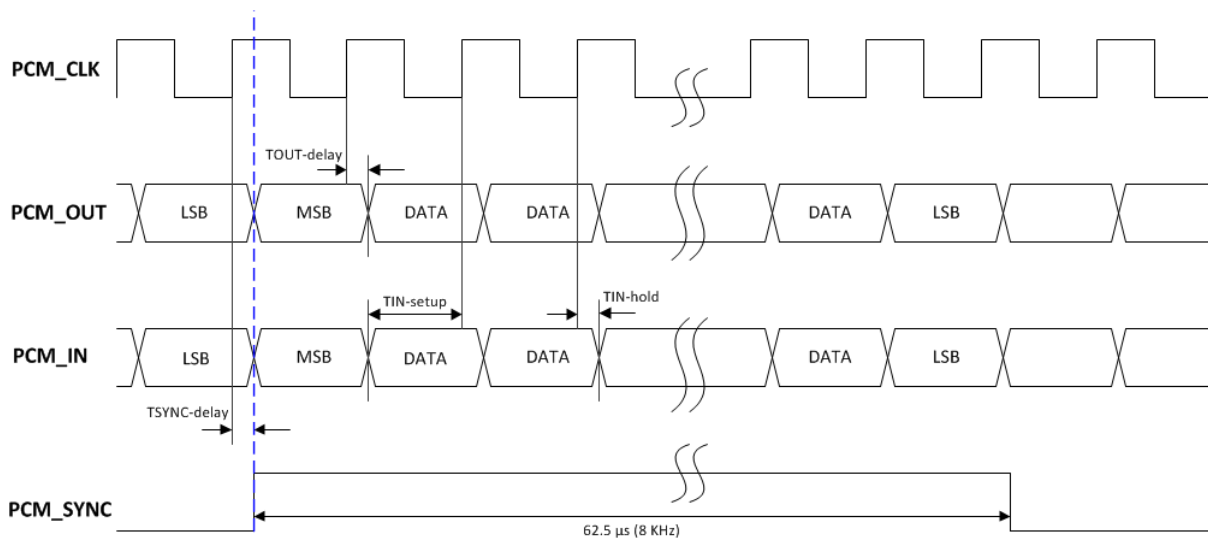 PCM_CLK
TOUT-delay
PCM_OUT
LSB
MSB
DATA
DATA
DATA
LSB
TIN-setup
TIN-hold
PCM_IN
LSB
MSB
DATA
DATA
DATA
LSB
TSYNC-delay
PCM_SYNC
62.5 µs (8 KHz)